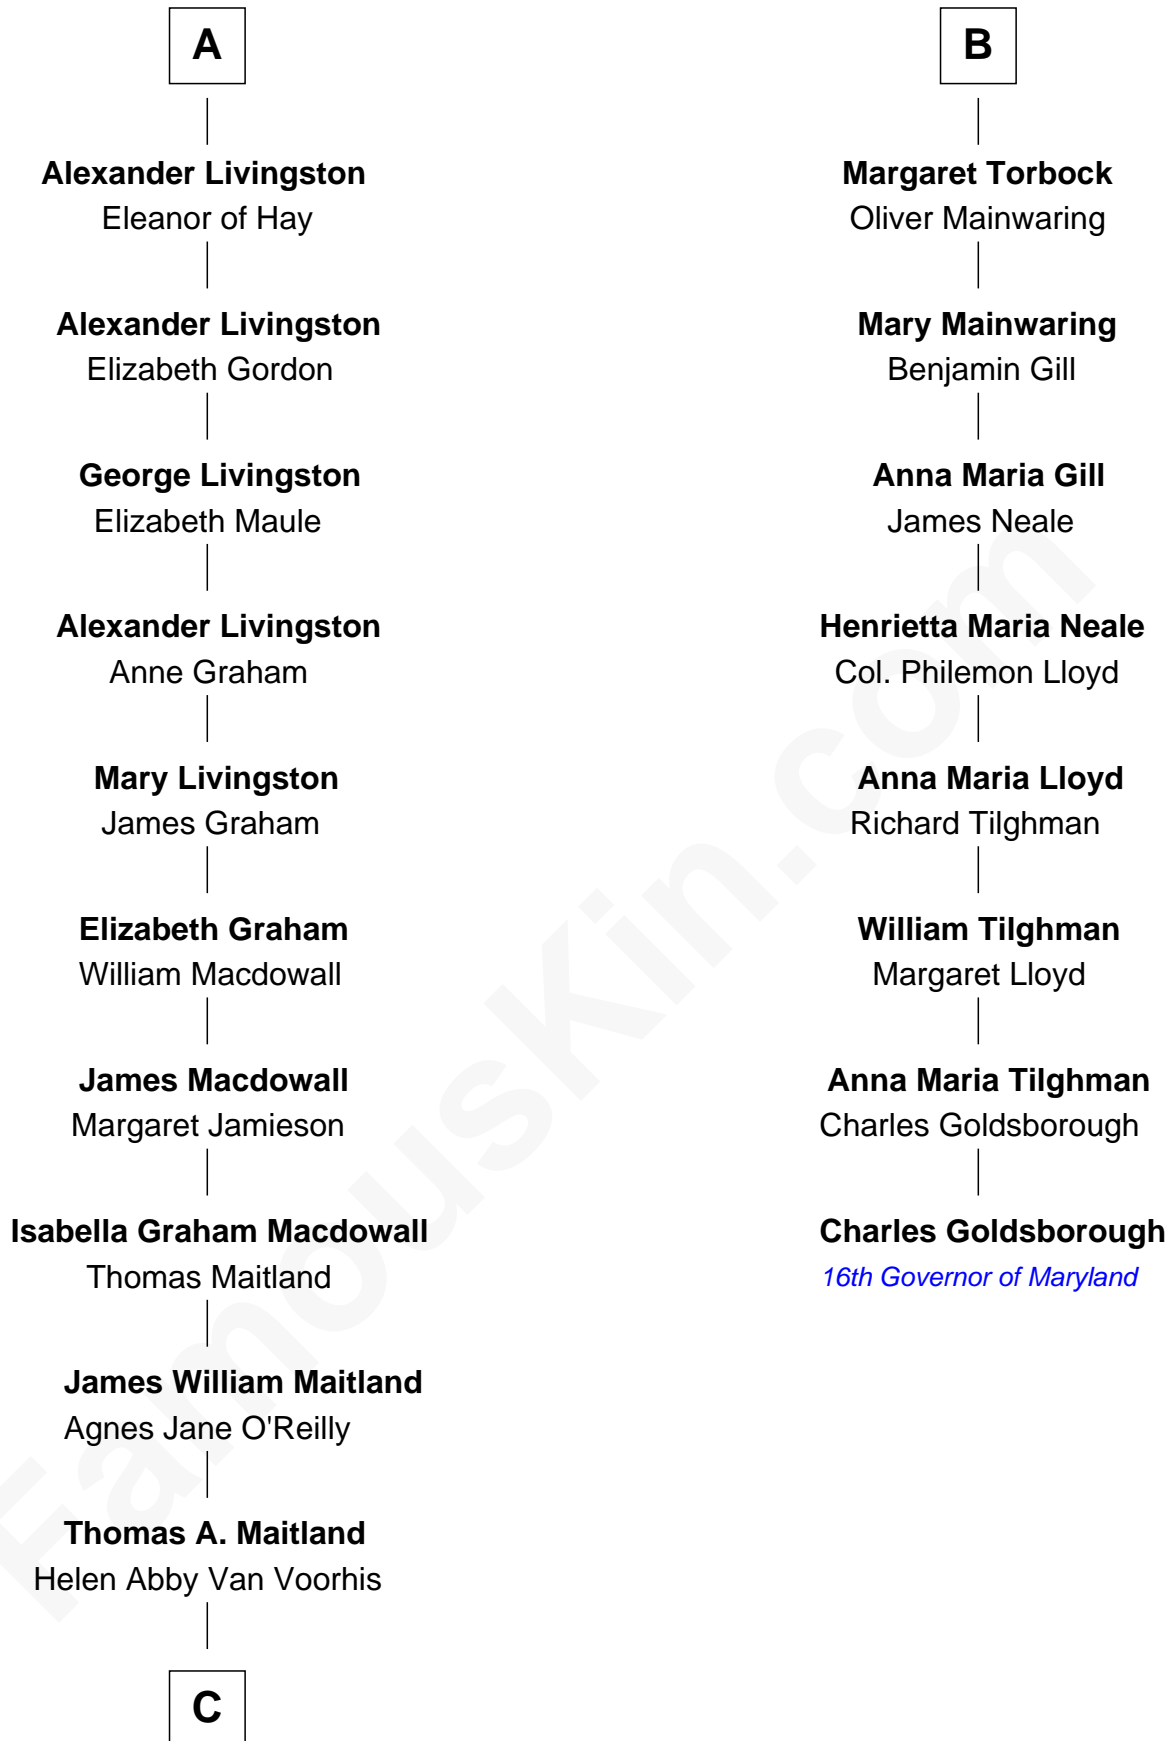 A
Alexander Livingston
Eleanor of Hay
Alexander Livingston
Elizabeth Gordon
George Livingston
Elizabeth Maule
Alexander Livingston
Anne Graham
Mary Livingston
James Graham
Elizabeth Graham
William Macdowall
James Macdowall
Margaret Jamieson
Isabella Graham Macdowall
Thomas Maitland
James William Maitland
Agnes Jane O'Reilly
Thomas A. Maitland
Helen Abby Van Voorhis
C
B
Margaret Torbock
Oliver Mainwaring
Mary Mainwaring
Benjamin Gill
Anna Maria Gill
James Neale
Henrietta Maria Neale
Col. Philemon Lloyd
Anna Maria Lloyd
Richard Tilghman
William Tilghman
Margaret Lloyd
Anna Maria Tilghman
Charles Goldsborough
Charles Goldsborough
16th Governor of Maryland
FamousKin.com